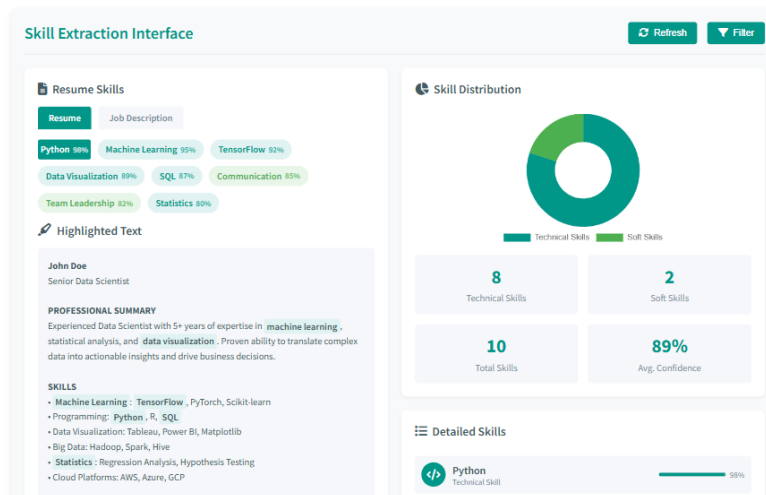 Skill Extraction Interface
Refresh
Filter
Resume Skills
Resume
Job Description
Python 98%
Machine Learning 95%
TensorFlow 92%
Data Visualization 89%
SQL 87%
Communication 85%
Team Leadership 82%
Statistics 80%
Highlighted Text
John Doe
Senior Data Scientist
PROFESSIONAL SUMMARY
Experienced Data Scientist with 5+ years of expertise in machine learning ,
statistical analysis, and data visualization . Proven ability to translate complex
data into actionable insights and drive business decisions.
SKILLS
• Machine Learning : TensorFlow , PyTorch, Scikit-learn
• Programming: Python , R, SQL
• Data Visualization: Tableau, Power BI, Matplotlib
• Big Data: Hadoop, Spark, Hive
• Statistics : Regression Analysis, Hypothesis Testing
• Cloud Platforms: AWS, Azure, GCP
Skill Distribution
Technical Skills
Soft Skills
8
Technical Skills
2
Soft Skills
10
Total Skills
89%
Avg. Confidence
Detailed Skills
Python
Technical Skill
98%